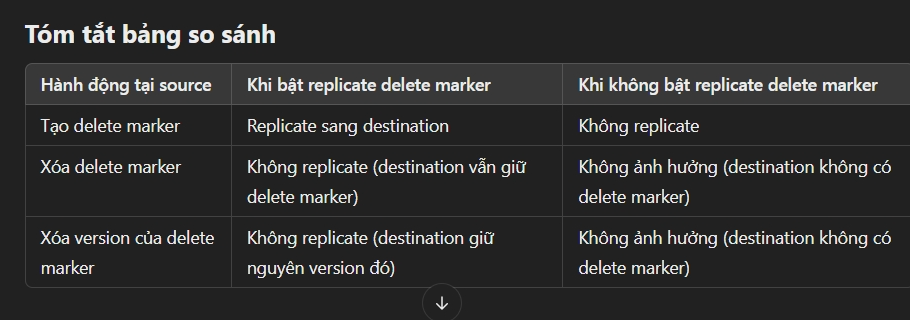 Tóm tắt bảng so sánh
Hành động tại source Khi bật replicate delete marker Khi không bật replicate delete marker
Tạo delete marker Replicate sang destination Không replicate
Xóa delete marker Không replicate (destination vẫn giữ delete marker) Không ảnh hưởng (destination không có delete marker)
Xóa version của delete marker Không replicate (destination giữ nguyên version đó) Không ảnh hưởng (destination không có delete marker)